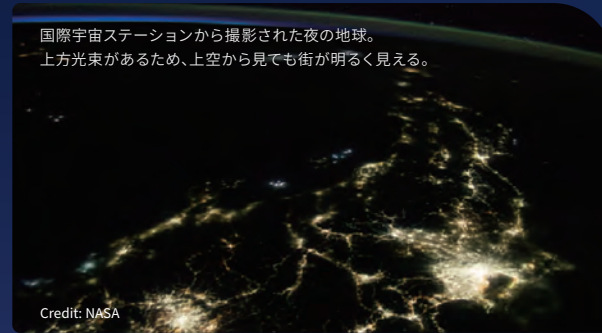 国際宇宙ステーションから撮影された夜の地球。
上方光束があるため、上空から見ても街が明るく見える。
Credit: NASA